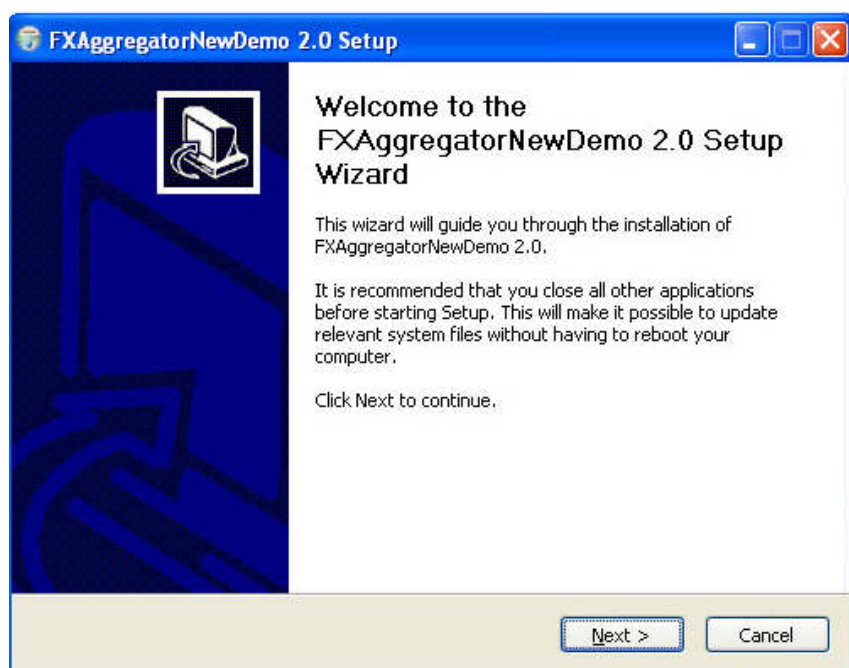 FXAggregatorNewDemo 2.0 Setup
Welcome to the
FXAggregatorNewDemo 2.0 Setup
Wizard
This wizard will guide you through the installation of
FXAggregatorNewDemo 2.0.
It is recommended that you close all other applications
before starting Setup. This will make it possible to update
relevant system files without having to reboot your
computer.
Click Next to continue.
Next >
Cancel